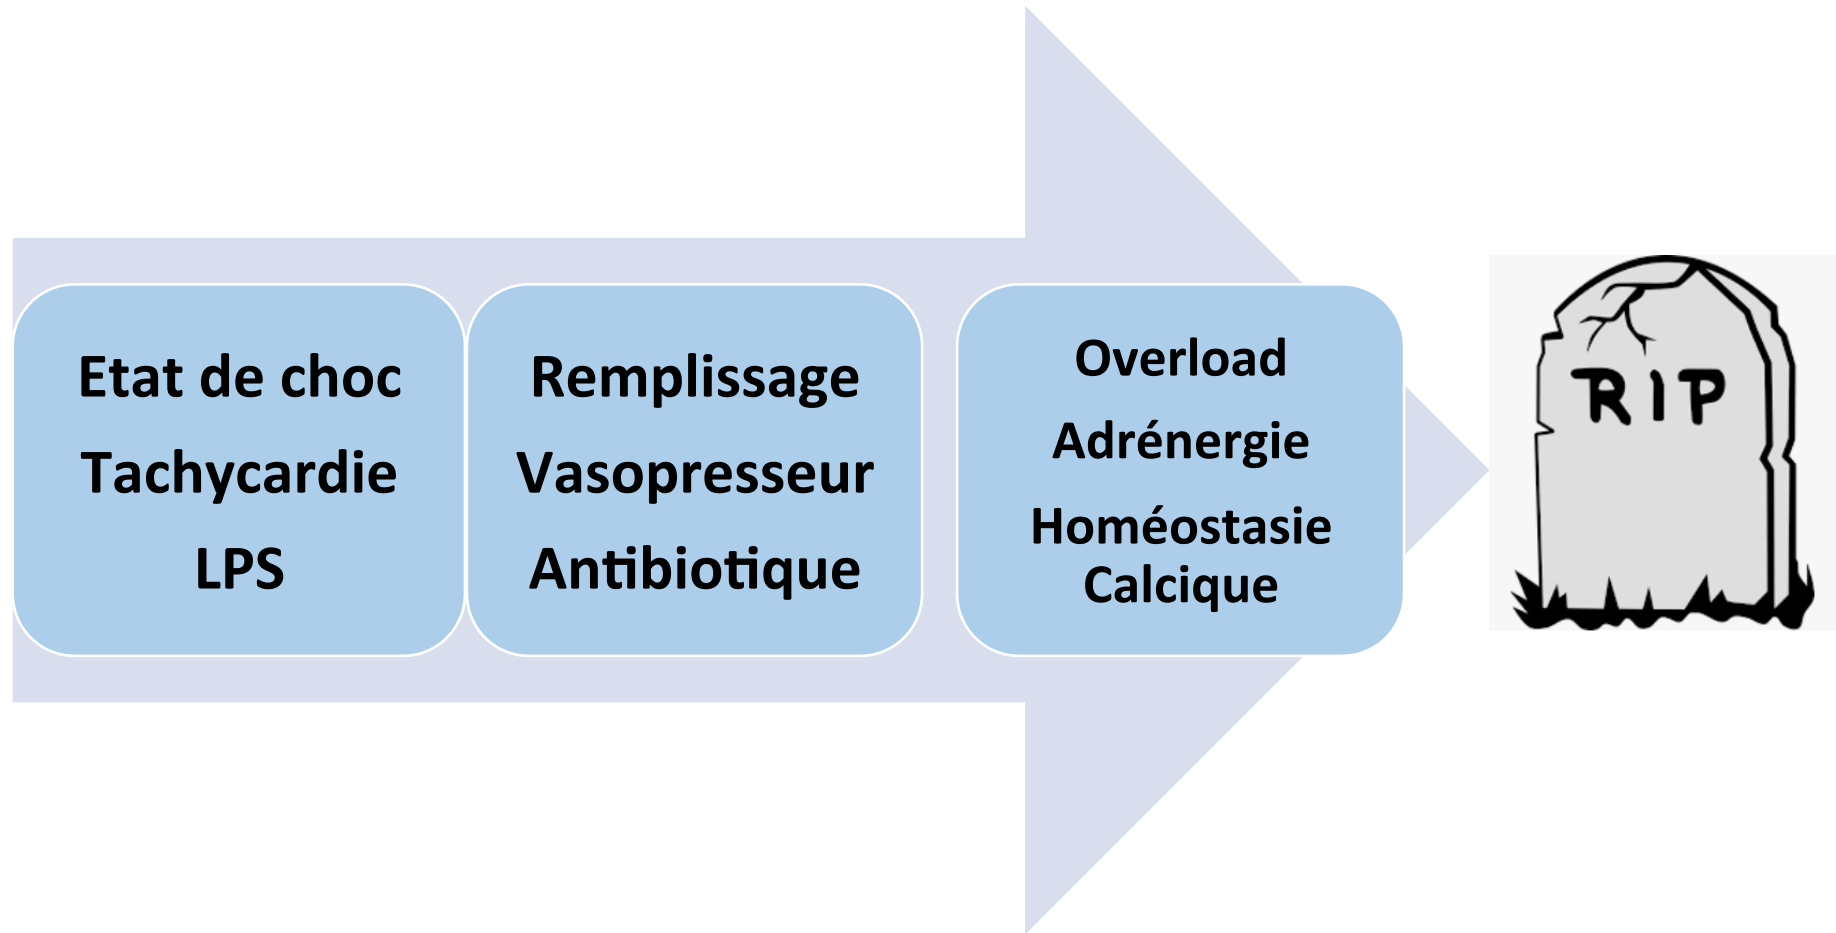 Etat de choc
Tachycardie
LPS
Remplissage
Vasopresseur
Antibiotique
Overload
Adrénergie
Homéostasie
Calcique
RIP